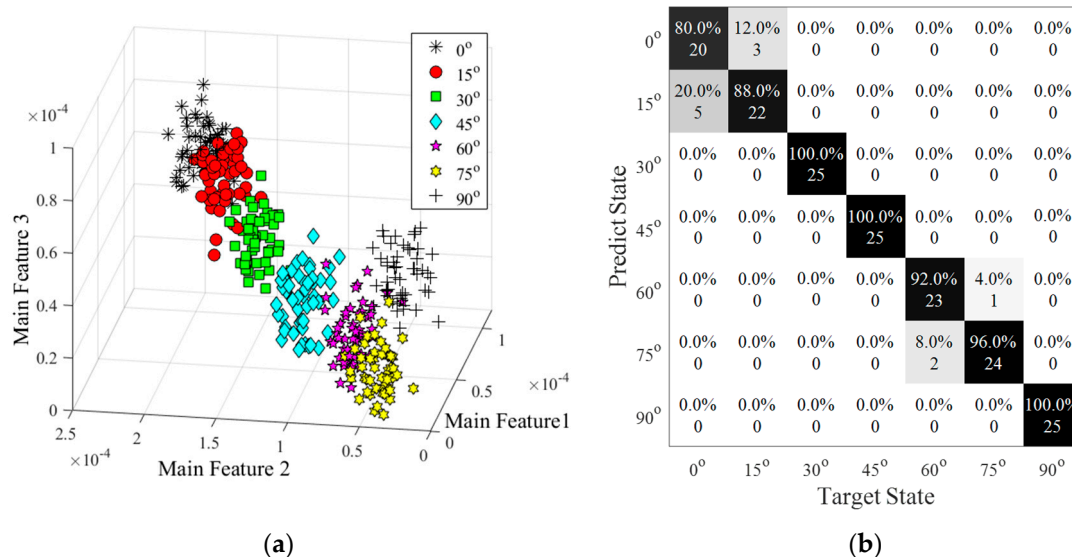 ×10⁻⁴
1
0.8
0.6
0.4
0.2
0
Main Feature 3
2.5
2
1.5
1
0.5
0
×10⁻⁴
Main Feature 2
0
0.5
1
×10⁻⁴
Main Feature1
0°
15°
30°
45°
60°
75°
90°
(a)
0° 80.0% 12.0% 0.0% 0.0% 0.0% 0.0% 0.0%
20 3 0 0 0 0 0
15° 20.0% 88.0% 0.0% 0.0% 0.0% 0.0% 0.0%
5 22 0 0 0 0 0
30° 0.0% 0.0% 100.0% 0.0% 0.0% 0.0% 0.0%
0 0 25 0 0 0 0
45° 0.0% 0.0% 0.0% 100.0% 0.0% 0.0% 0.0%
0 0 0 25 0 0 0
60° 0.0% 0.0% 0.0% 0.0% 92.0% 4.0% 0.0%
0 0 0 0 23 1 0
75° 0.0% 0.0% 0.0% 0.0% 8.0% 96.0% 0.0%
0 0 0 0 2 24 0
90° 0.0% 0.0% 0.0% 0.0% 0.0% 0.0% 100.0%
0 0 0 0 0 0 25
Predict State
0° 15° 30° 45° 60° 75° 90°
Target State
(b)